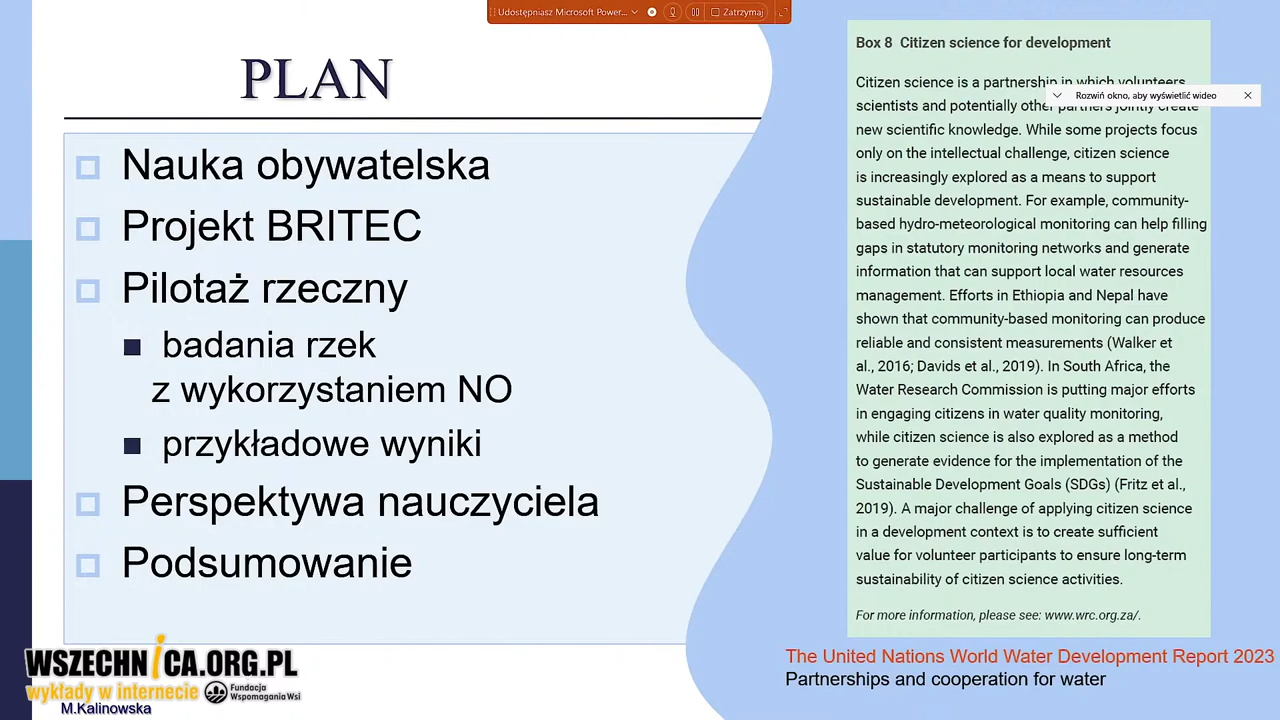 Udostępniasz Microsoft Power...
Zatrzymaj
PLAN
Nauka obywatelska
Projekt BRITEC
Pilotaż rzeczny
badania rzek
z wykorzystaniem NO
przykładowe wyniki
Perspektywa nauczyciela
Podsumowanie
WSZECHNICA.ORG.PL
wykłady w internecie
Fundacja
Wspomagania Wsi
M.Kalinowska
Box 8 Citizen science for development
Citizen science is a partnership in which volunteers,
Rozwiń okno, aby wyświetlić wideo
scientists and potentially other partners jointly create
new scientific knowledge. While some projects focus
only on the intellectual challenge, citizen science
is increasingly explored as a means to support
sustainable development. For example, community-
based hydro-meteorological monitoring can help filling
gaps in statutory monitoring networks and generate
information that can support local water resources
management. Efforts in Ethiopia and Nepal have
shown that community-based monitoring can produce
reliable and consistent measurements (Walker et
al., 2016; Davids et al., 2019). In South Africa, the
Water Research Commission is putting major efforts
in engaging citizens in water quality monitoring,
while citizen science is also explored as a method
to generate evidence for the implementation of the
Sustainable Development Goals (SDGs) (Fritz et al.,
2019). A major challenge of applying citizen science
in a development context is to create sufficient
value for volunteer participants to ensure long-term
sustainability of citizen science activities.
For more information, please see: www.wrc.org.za/.
The United Nations World Water Development Report 2023
Partnerships and cooperation for water